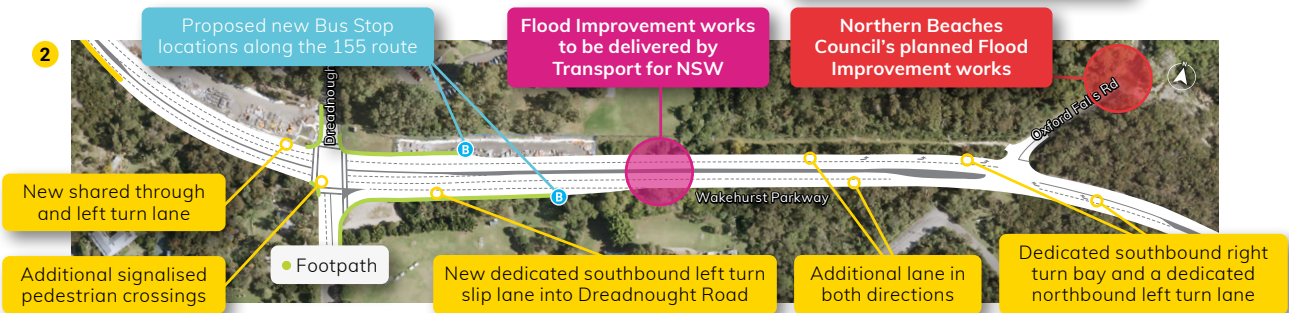 2
Proposed new Bus Stop
locations along the 155 route
Flood Improvement works
to be delivered by
Transport for NSW
Northern Beaches
Council's planned Flood
Improvement works
N
Dreadnough
Oxford Falls Rd
B
B
Wakehurst Parkway
New shared through
and left turn lane
Additional signalised
pedestrian crossings
Footpath
New dedicated southbound left turn
slip lane into Dreadnought Road
Additional lane in
both directions
Dedicated southbound right
turn bay and a dedicated
northbound left turn lane